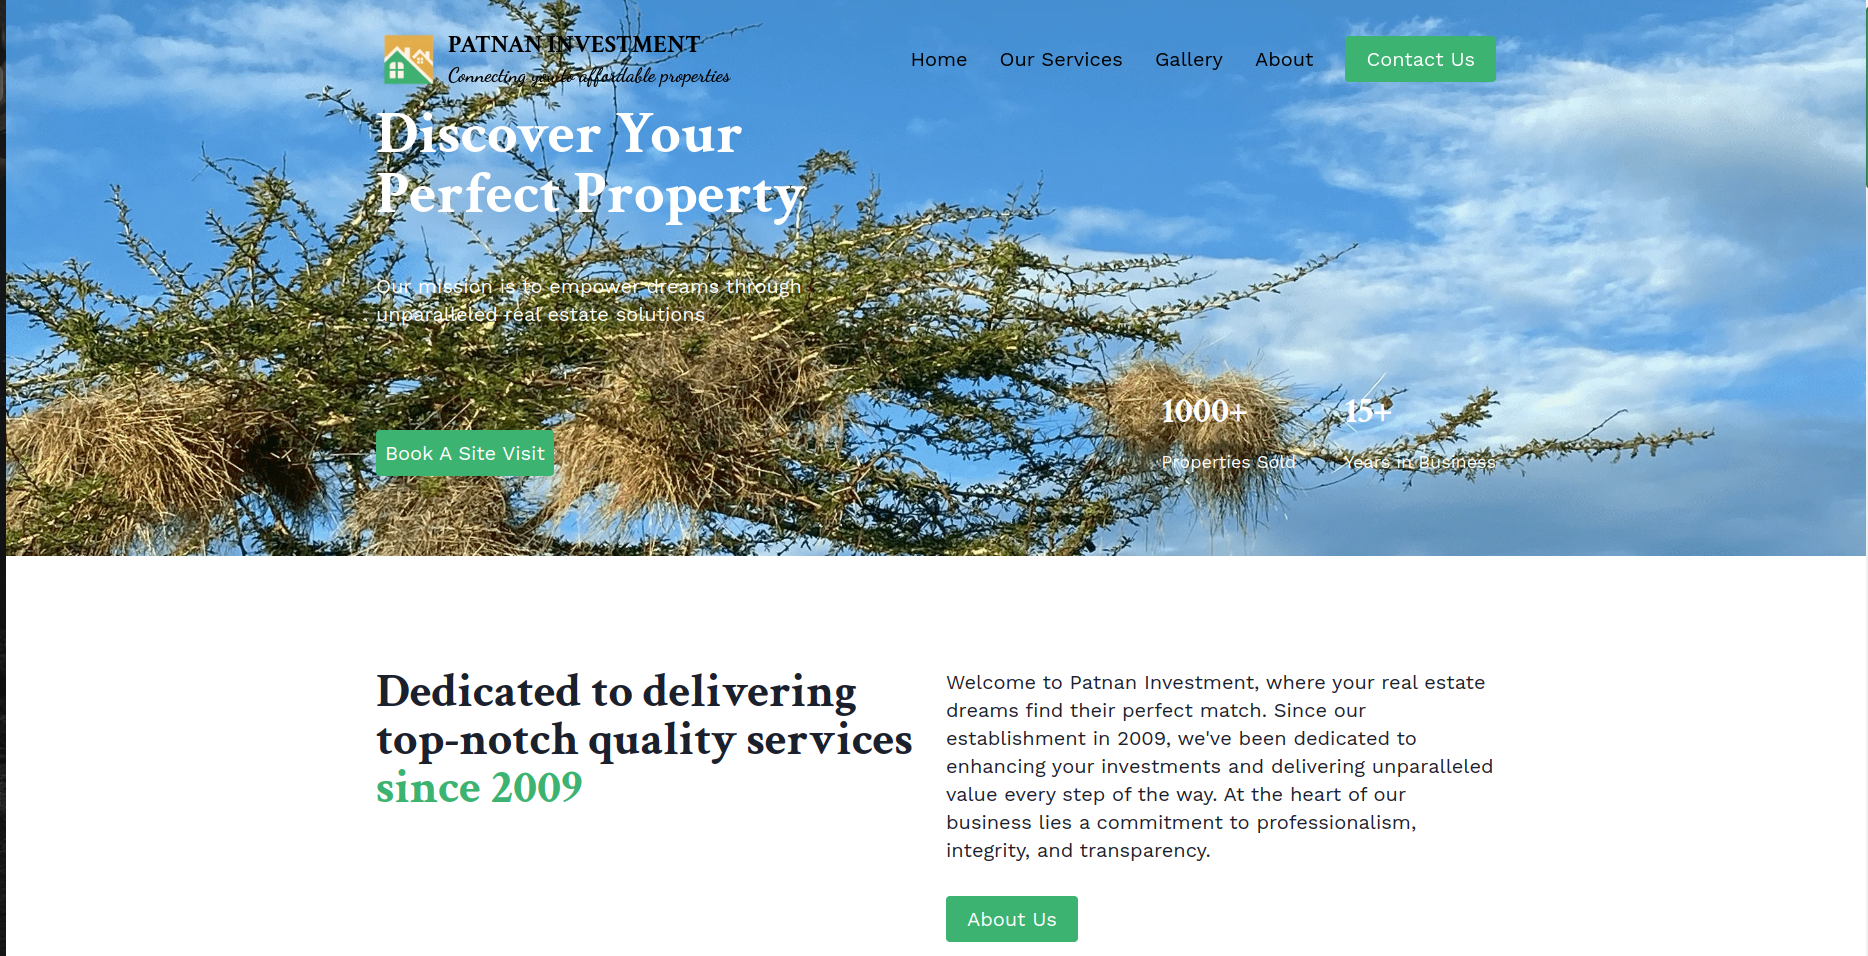 PATNAN INVESTMENT
Connecting you to affordable properties
Home
Our Services
Gallery
About
Contact Us
Discover Your
Perfect Property
Our mission is to empower dreams through
unparalleled real estate solutions
1000+
15+
Book A Site Visit
Properties Sold
Years in Business
Dedicated to delivering
top-notch quality services
since 2009
Welcome to Patnan Investment, where your real estate
dreams find their perfect match. Since our
establishment in 2009, we've been dedicated to
enhancing your investments and delivering unparalleled
value every step of the way. At the heart of our
business lies a commitment to professionalism,
integrity, and transparency.
About Us